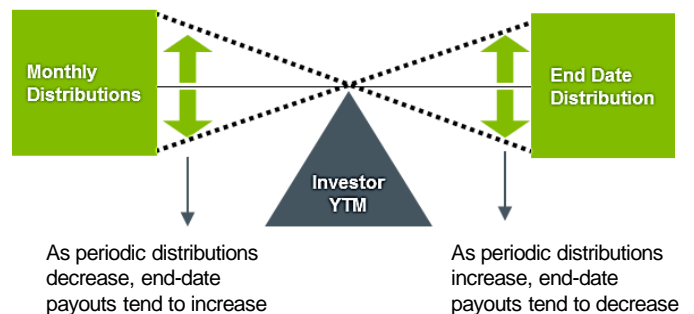 Monthly
Distributions
End Date
Distribution
Investor
YTM
As periodic distributions
decrease, end-date
payouts tend to increase
As periodic distributions
increase, end-date
payouts tend to decrease